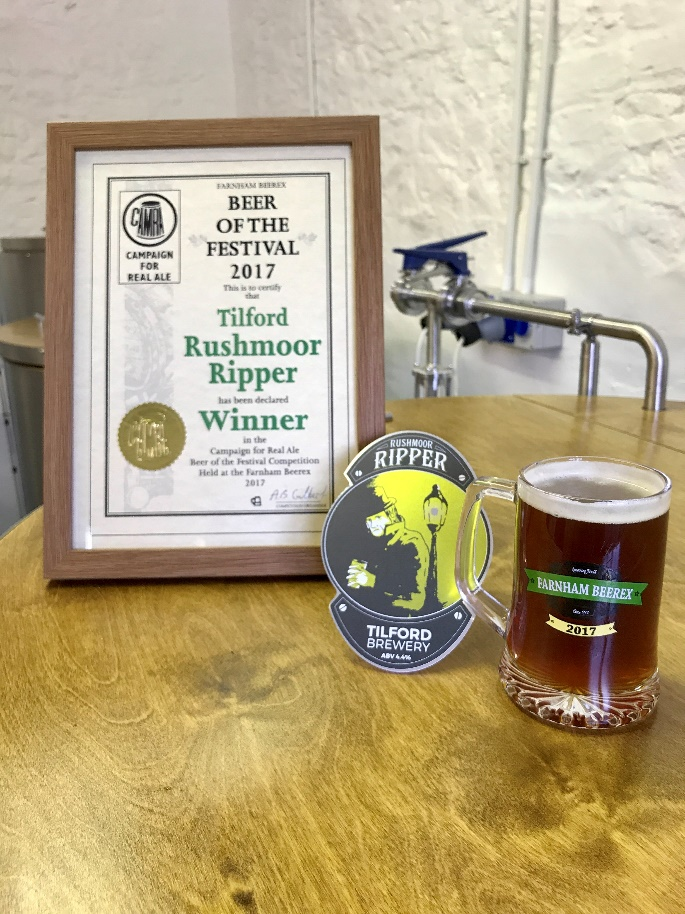 FARNHAM BEEREX
BEER
OF THE
FESTIVAL
2017
CAMRA
CAMPAIGN
FOR
REAL ALE
This is to certify
that
Tilford
Rushmoor
Ripper
has been declared
Winner
in the
Campaign for Real Ale
Beer of the Festival Competition
Held at the Farnham Beerex
2017
RUSHMOOR
RIPPER
TILFORD
BREWERY
ABV 4.4%
FARNHAM BEEREX
2017